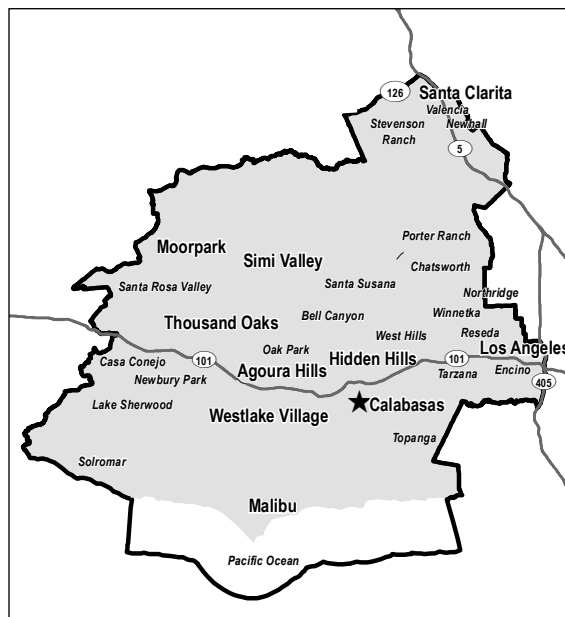 Santa Clarita
126
Valencia
Stevenson
Ranch
Newhall
5
Moorpark
Simi Valley
Porter Ranch
Chatsworth
Santa Rosa Valley
Santa Susana
Northridge
Thousand Oaks
Bell Canyon
Winnetka
Reseda
West Hills
Los Angeles
Oak Park
Hidden Hills
Casa Conejo
101
Agoura Hills
101
Tarzana
Encino
Newbury Park
405
Lake Sherwood
Westlake Village
Calabasas
Topanga
Solromar
Malibu
Pacific Ocean